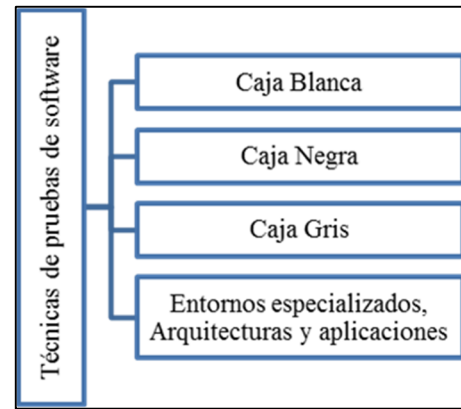 Técnicas de pruebas de software
Caja Blanca
Caja Negra
Caja Gris
Entornos especializados,
Arquitecturas y aplicaciones